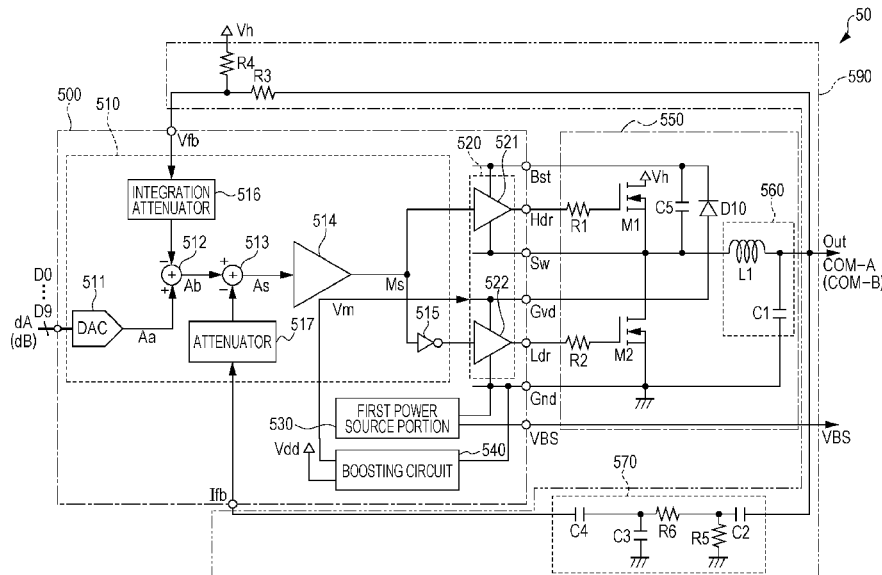 50
Vh
R4
R3
590
500
510
Vfb
550
520
521
Bst
Vh
560
INTEGRATION
ATTENUATOR
516
514
Hdr
R1
M1
C5
D10
D0
D9
511
512
513
Sw
L1
Out
COM-A
(COM-B)
dA
(dB)
DAC
Aa
Ab
As
Vm
Ms
515
522
Gvd
C1
ATTENUATOR
517
Ldr
R2
M2
Gnd
530
FIRST POWER
SOURCE PORTION
VBS
VBS
Vdd
BOOSTING CIRCUIT
540
Ifb
570
C4
C3
R6
R5
C2